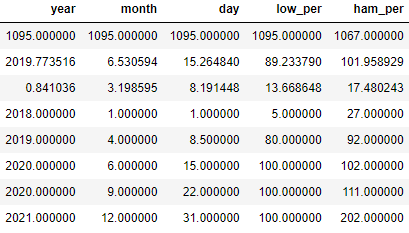 year month day low_per ham_per
1095.000000 1095.000000 1095.000000 1095.000000 1067.000000
2019.773516 6.530594 15.264840 89.233790 101.958929
0.841036 3.198595 8.191448 13.668648 17.480243
2018.000000 1.000000 1.000000 5.000000 27.000000
2019.000000 4.000000 8.500000 80.000000 92.000000
2020.000000 6.000000 15.000000 100.000000 102.000000
2020.000000 9.000000 22.000000 100.000000 111.000000
2021.000000 12.000000 31.000000 100.000000 202.000000